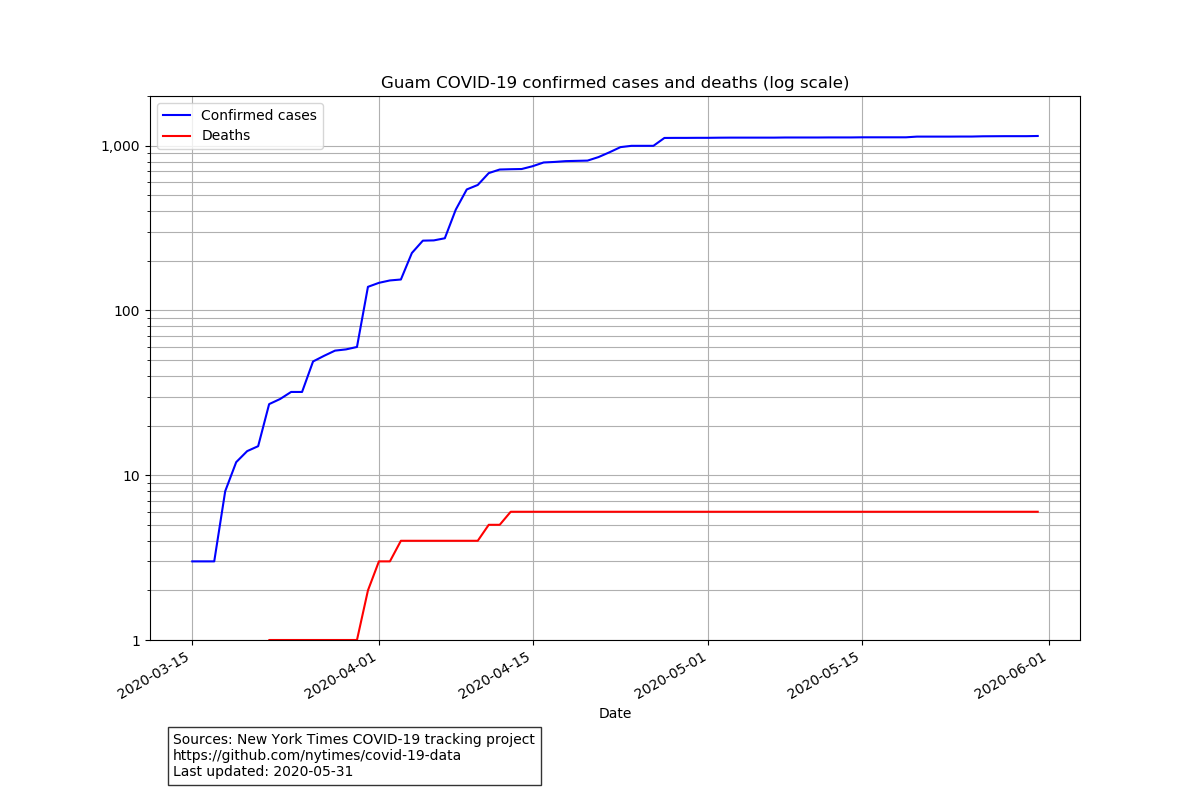 Guam COVID-19 confirmed cases and deaths (log scale)
Confirmed cases
Deaths
1,000
100
10
1
2020-03-15
2020-04-01
2020-04-15
2020-05-01
2020-05-15
2020-06-01
Date
Sources: New York Times COVID-19 tracking project
https://github.com/nytimes/covid-19-data
Last updated: 2020-05-31